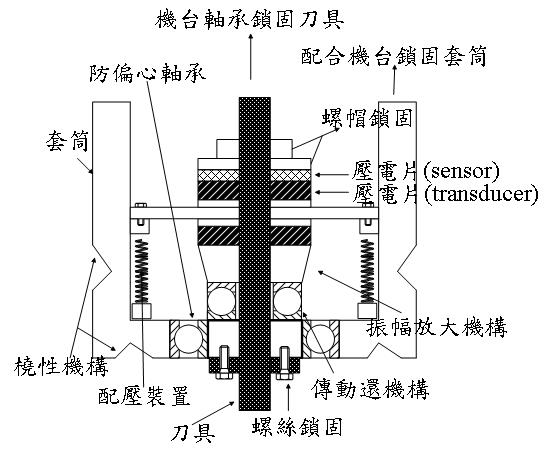 機台軸承鎖固刀具
配合機台鎖固套筒
防偏心軸承
螺帽鎖固
套筒
壓電片(sensor)
壓電片(transducer)
振幅放大機構
橈性機構
傳動還機構
配壓裝置
螺絲鎖固
刀具